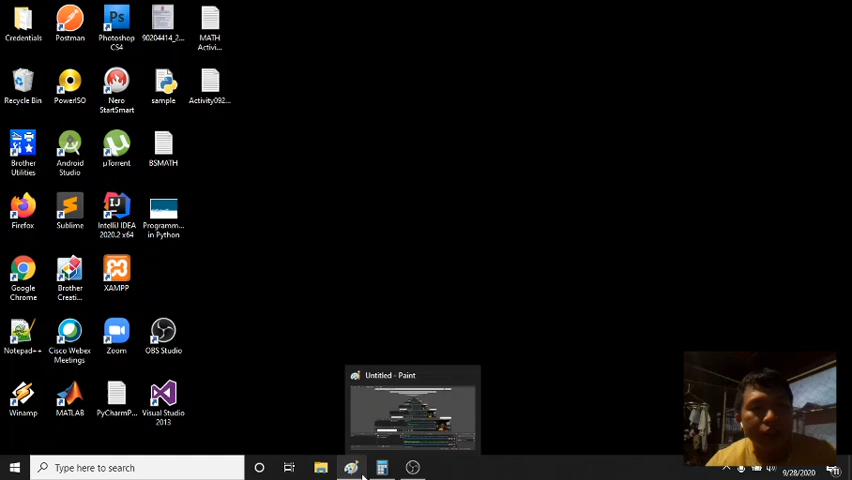 Credentials
Postman
Photoshop
CS4
90204414_2...
MATH
Activi...
Recycle Bin
PowerISO
Nero
StartSmart
sample
Activity092...
Brother
Utilities
Android
Studio
µTorrent
BSMATH
Firefox
Sublime
IntelliJ IDEA
2020.2 x64
Programm...
in Python
Google
Chrome
Brother
Creati...
XAMPP
Notepad++
Cisco Webex
Meetings
Zoom
OBS Studio
Winamp
MATLAB
PyCharmP...
Visual Studio
2013
Untitled - Paint
Type here to search
9/28/2020